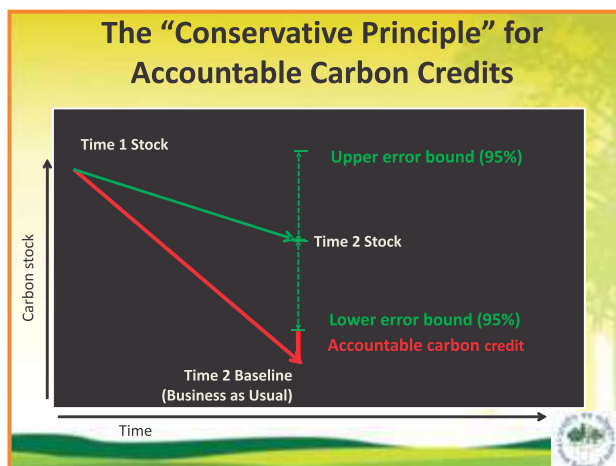 The “Conservative Principle” for
Accountable Carbon Credits
Time 1 Stock
Upper error bound (95%)
Time 2 Stock
Lower error bound (95%)
Accountable carbon credit
Time 2 Baseline
(Business as Usual)
Carbon stock
Time